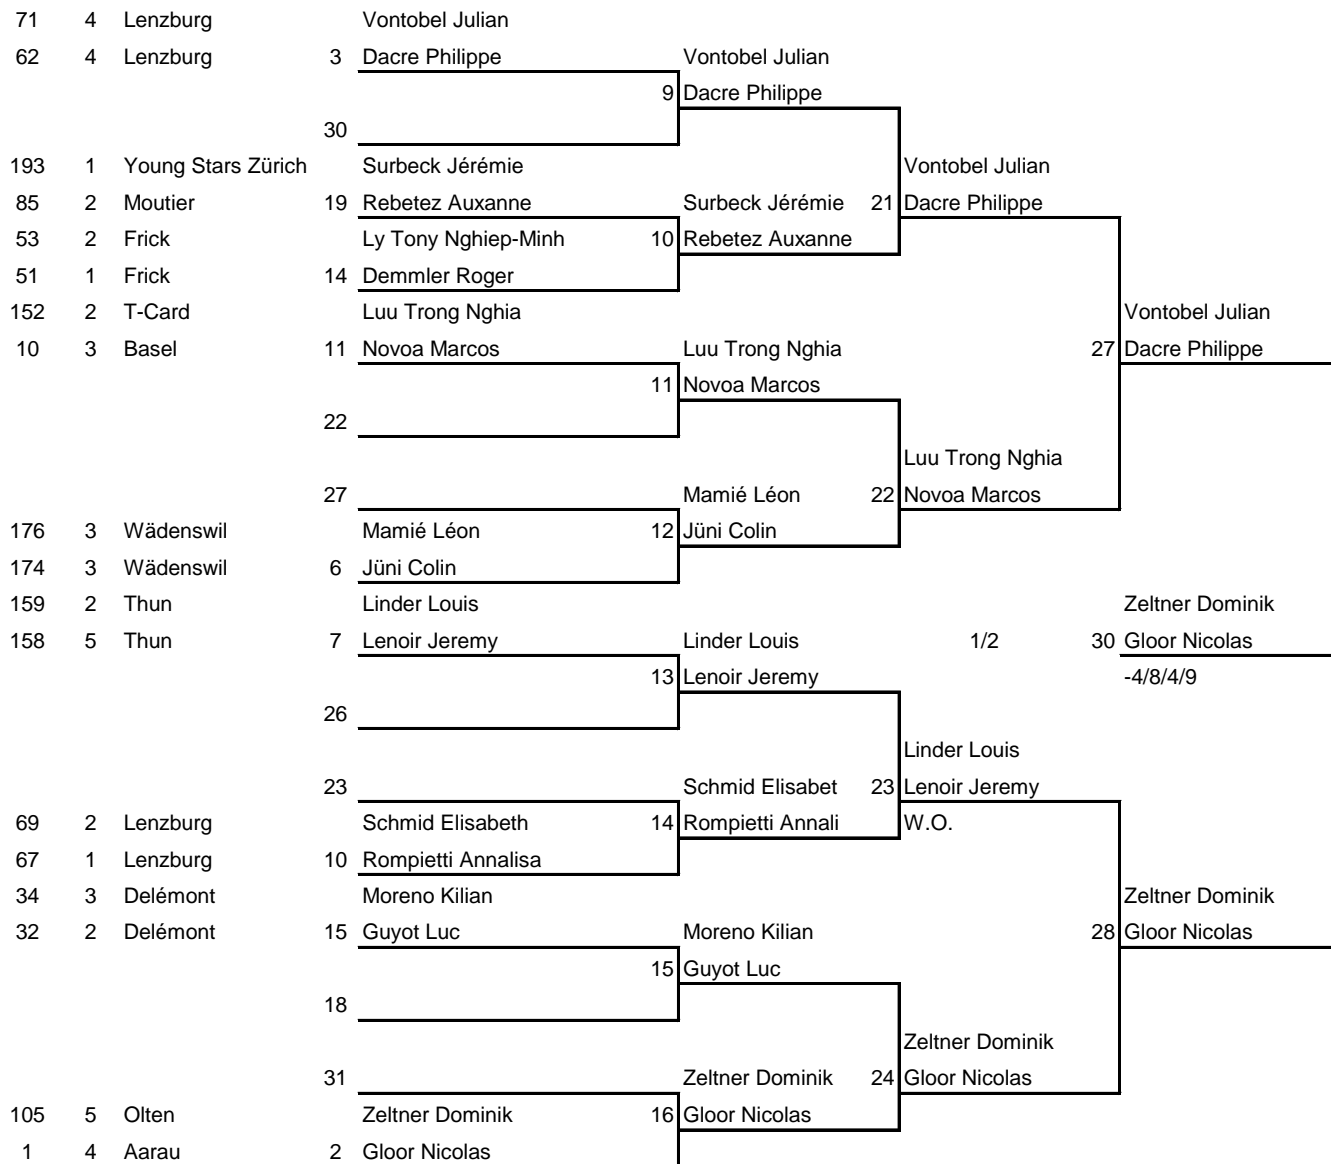 71 4 Lenzburg Vontobel Julian
62 4 Lenzburg 3 Dacre Philippe Vontobel Julian
9 Dacre Philippe
30
193 1 Young Stars Zürich Surbeck Jérémie Vontobel Julian
85 2 Moutier 19 Rebetez Auxanne Surbeck Jérémie 21 Dacre Philippe
53 2 Frick Ly Tony Nghiep-Minh 10 Rebetez Auxanne
51 1 Frick 14 Demmler Roger
152 2 T-Card Luu Trong Nghia Vontobel Julian
10 3 Basel 11 Novoa Marcos Luu Trong Nghia 27 Dacre Philippe
11 Novoa Marcos
22
Luu Trong Nghia
27 Mamié Léon 22 Novoa Marcos
176 3 Wädenswil Mamié Léon 12 Jüni Colin
174 3 Wädenswil 6 Jüni Colin
159 2 Thun Linder Louis Zeltner Dominik
158 5 Thun 7 Lenoir Jeremy Linder Louis 1/2 30 Gloor Nicolas
13 Lenoir Jeremy -4/8/4/9
26
Linder Louis
23 Schmid Elisabet 23 Lenoir Jeremy
69 2 Lenzburg Schmid Elisabeth 14 Rompietti Annali W.O.
67 1 Lenzburg 10 Rompietti Annalisa
34 3 Delémont Moreno Kilian Zeltner Dominik
32 2 Delémont 15 Guyot Luc Moreno Kilian 28 Gloor Nicolas
15 Guyot Luc
18
Zeltner Dominik
31 Zeltner Dominik 24 Gloor Nicolas
105 5 Olten Zeltner Dominik 16 Gloor Nicolas
1 4 Aarau 2 Gloor Nicolas